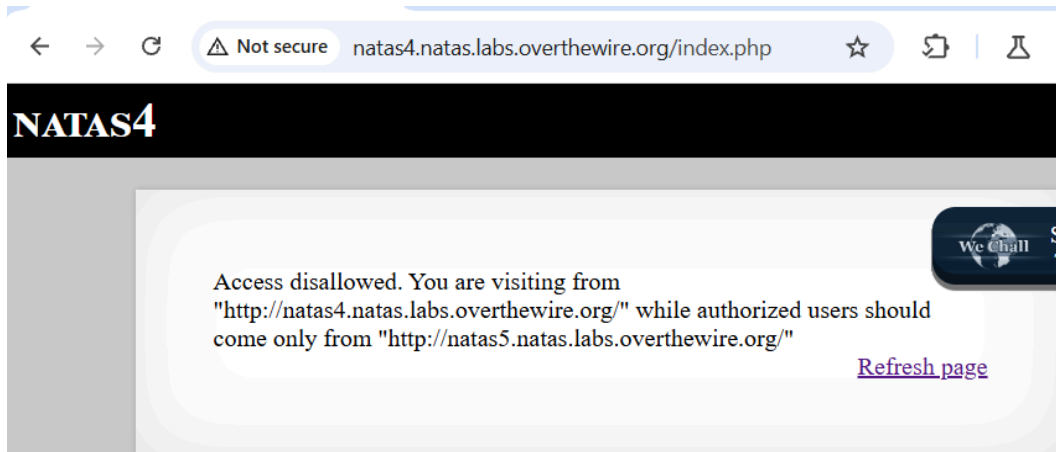 Not secure natas4.natas.labs.overthewire.org/index.php
NATAS4
We Chall
Access disallowed. You are visiting from
"http://natas4.natas.labs.overthewire.org/" while authorized users should
come only from "http://natas5.natas.labs.overthewire.org/"
Refresh page